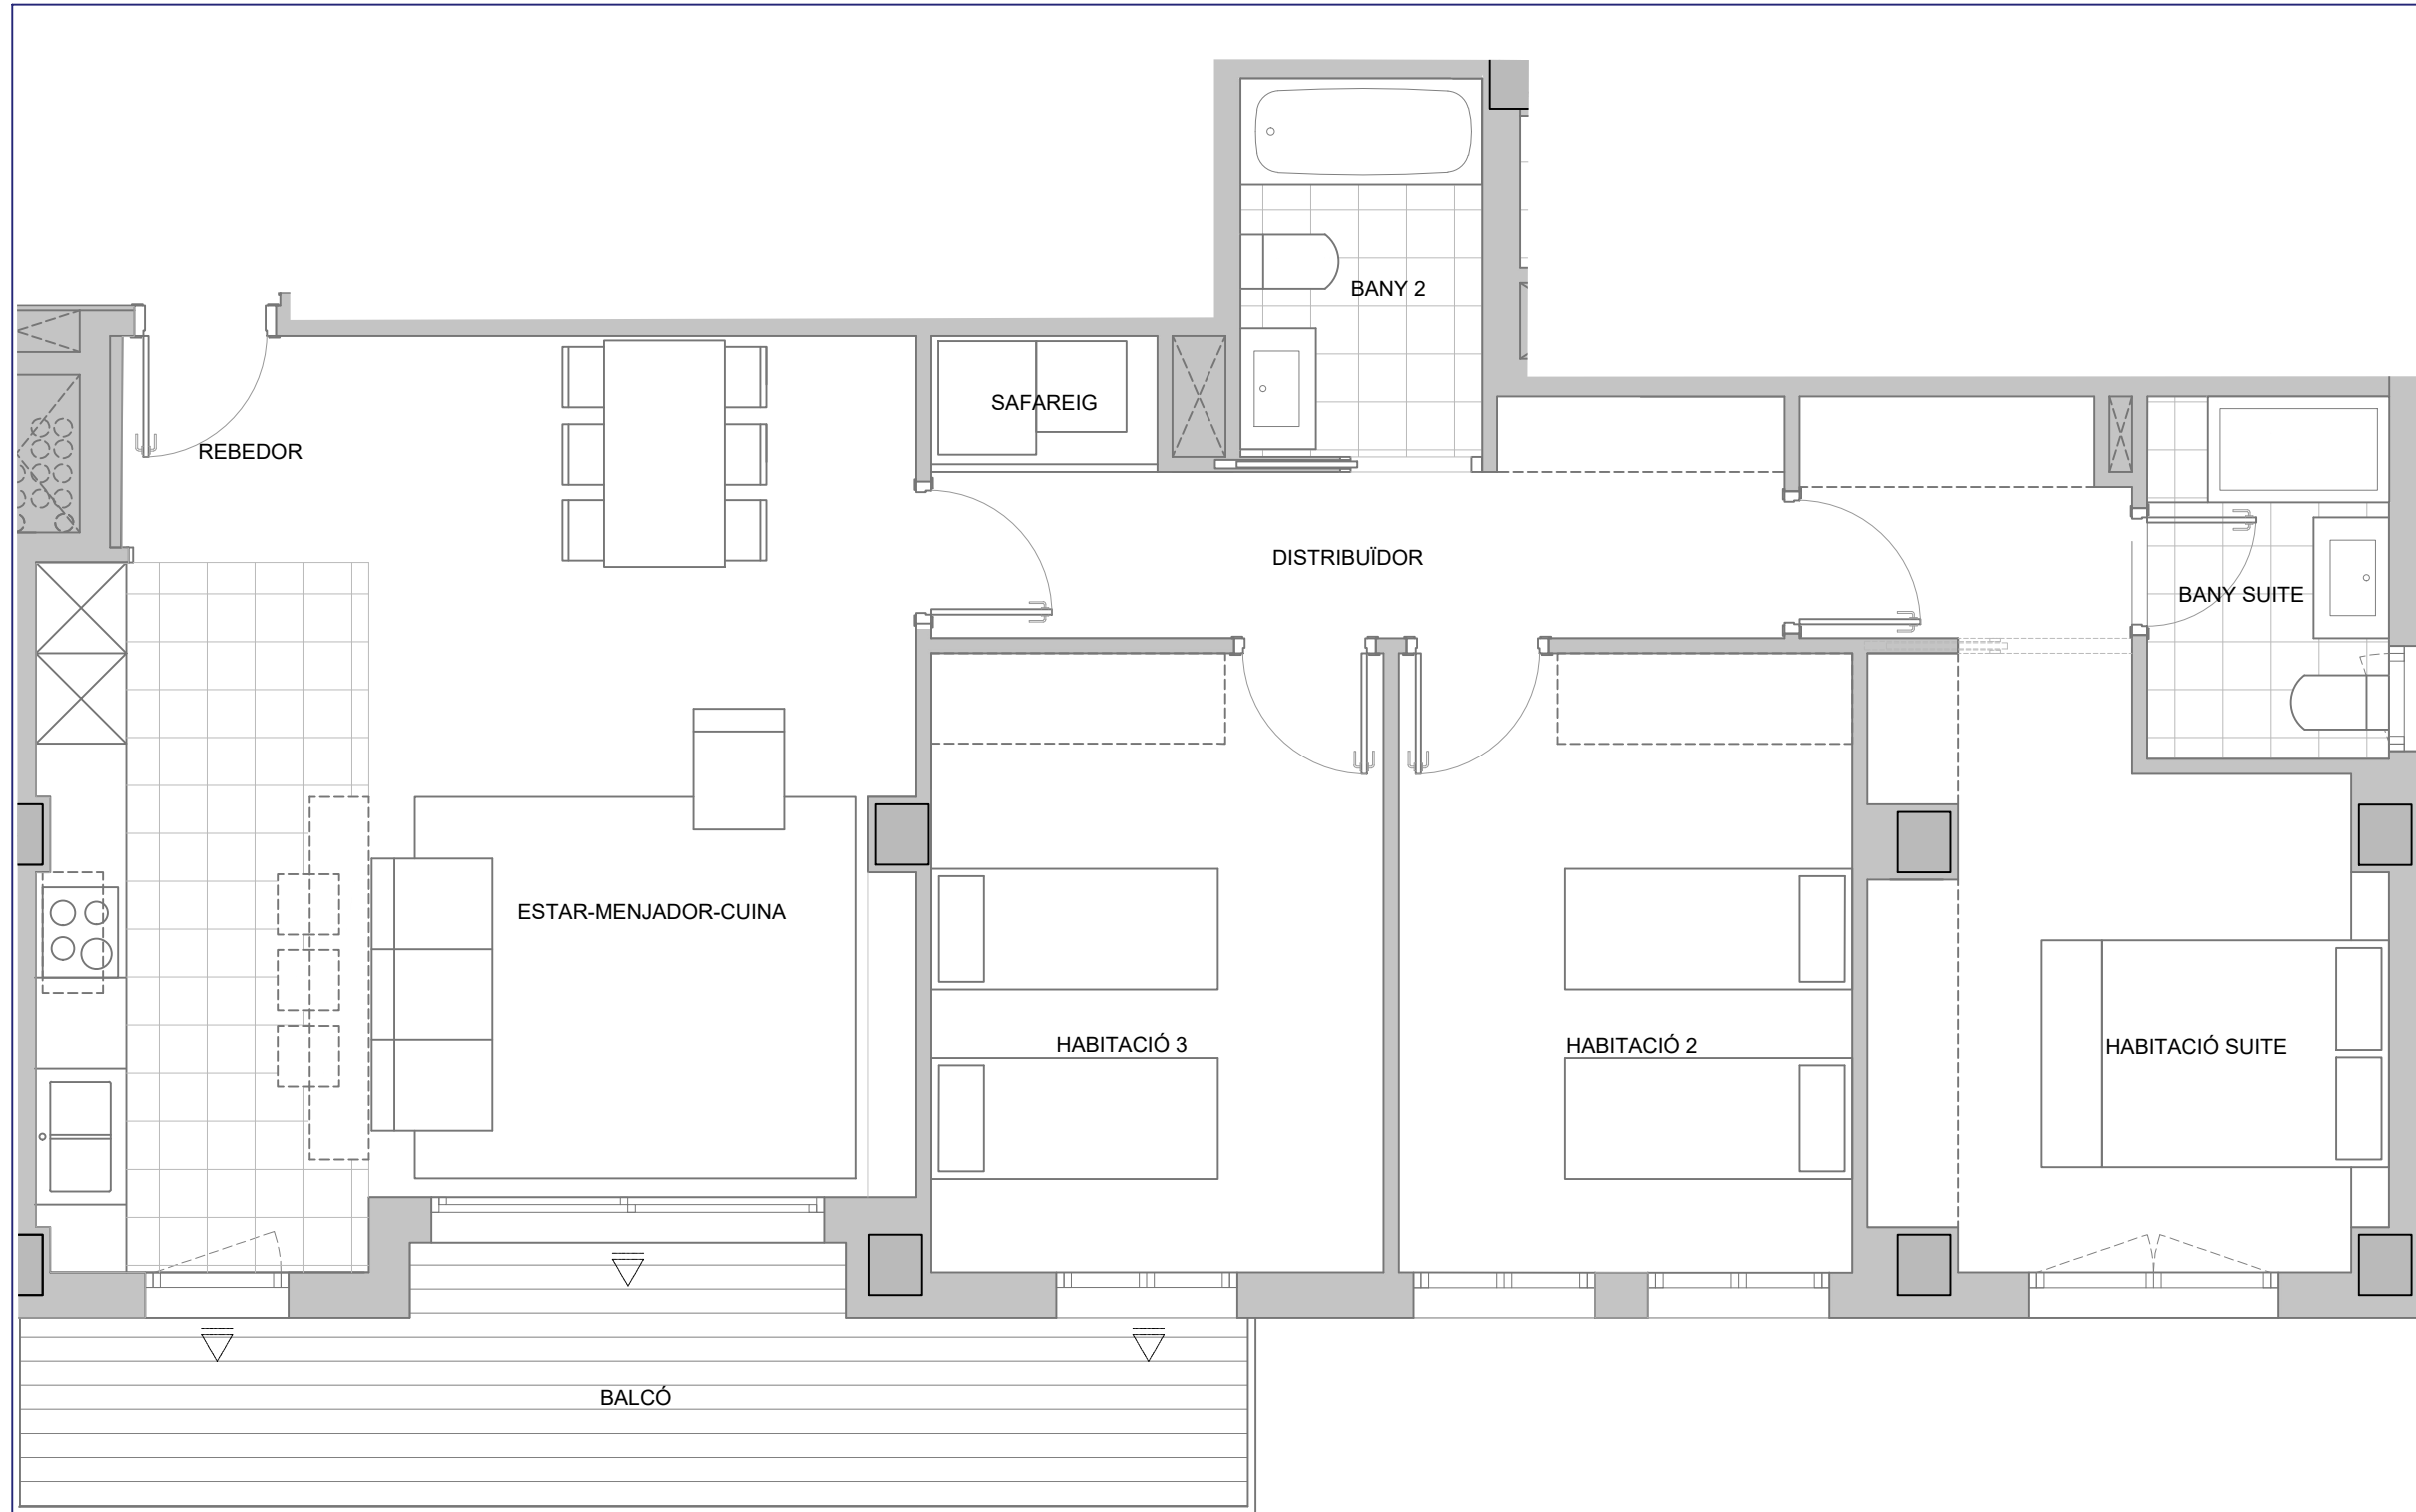 BANY 2
SAFAREIG
REBEDOR
DISTRIBUÏDOR
BANY SUITE
ESTAR-MENJADOR-CUINA
HABITACIÓ 3
HABITACIÓ 2
HABITACIÓ SUITE
BALCÓ